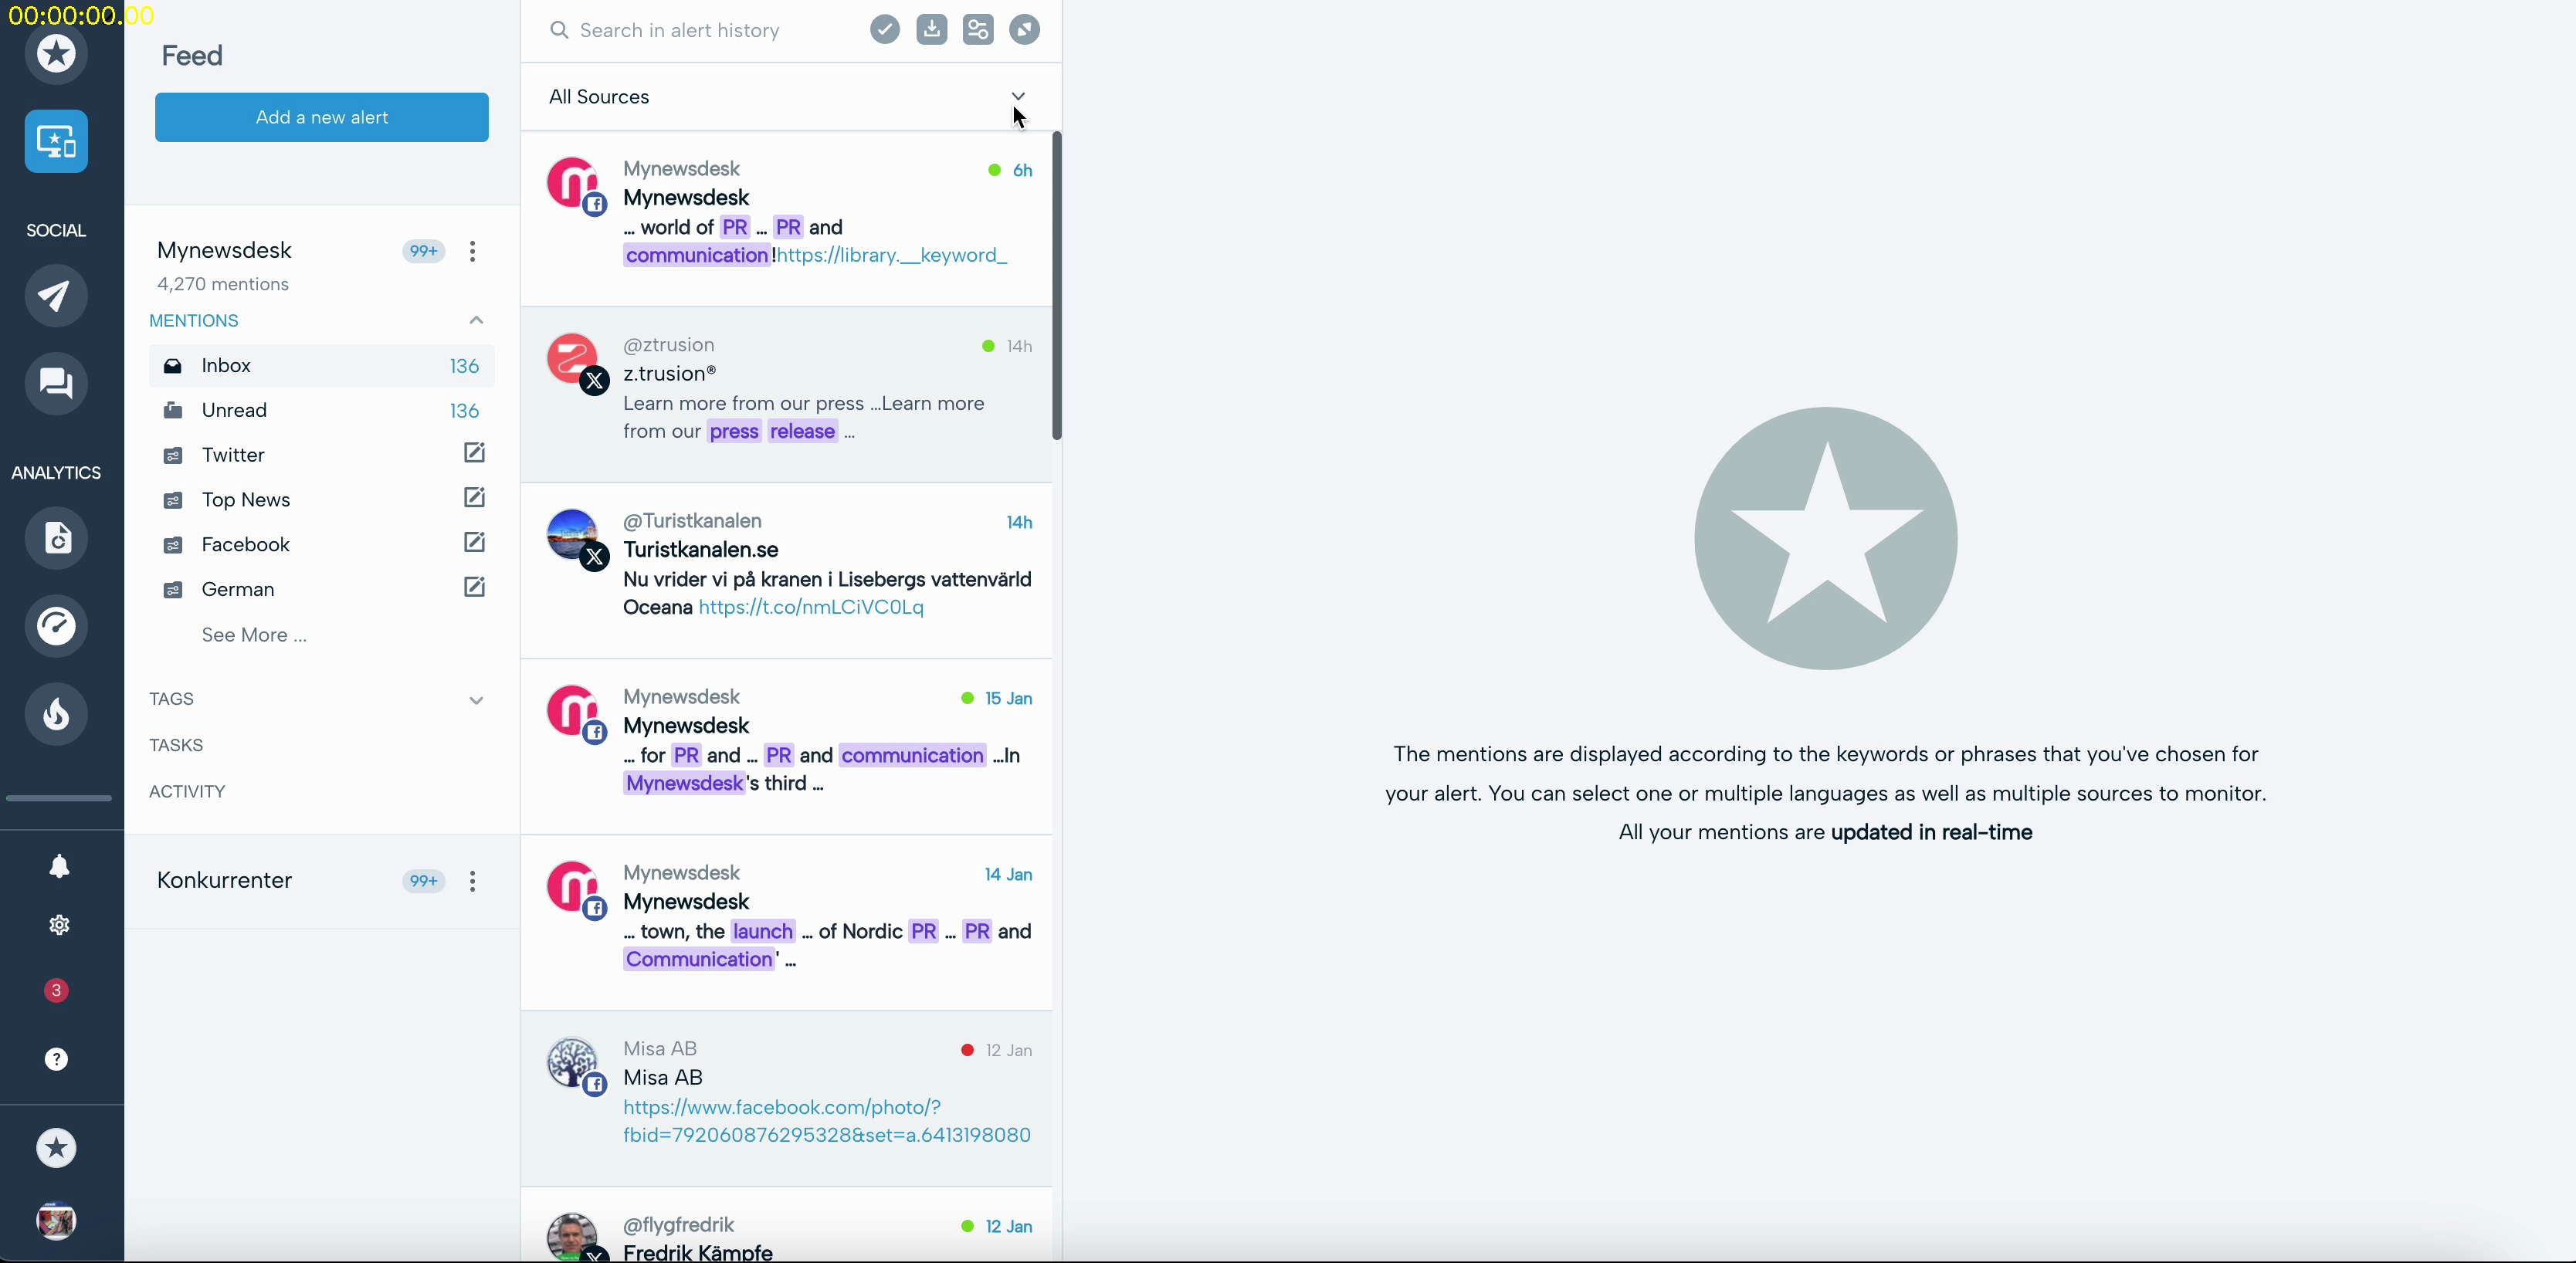 00:00:00.00
Feed
Add a new alert
SOCIAL
ANALYTICS
3
?
Mynewsdesk 99+
4,270 mentions
MENTIONS
Inbox 136
Unread 136
Twitter
Top News
Facebook
German
See More ...
TAGS
TASKS
ACTIVITY
Konkurrenter 99+
Search in alert history
All Sources
Mynewsdesk 6h
Mynewsdesk
... world of PR ... PR and
communication!https://library.__keyword_
@ztrusion 14h
z.trusion®
Learn more from our press ...Learn more
from our press release ...
@Turistkanalen 14h
Turistkanalen.se
Nu vrider vi på kranen i Lisebergs vattenvärld
Oceana https://t.co/nmLCiVC0Lq
Mynewsdesk 15 Jan
Mynewsdesk
... for PR and ... PR and communication ...In
Mynewsdesk's third ...
Mynewsdesk 14 Jan
Mynewsdesk
... town, the launch ... of Nordic PR ... PR and
Communication' ...
Misa AB 12 Jan
Misa AB
https://www.facebook.com/photo/?
fbid=792060876295328&set=a.6413198080
@flygfredrik 12 Jan
Fredrik Kämpfe
The mentions are displayed according to the keywords or phrases that you've chosen for
your alert. You can select one or multiple languages as well as multiple sources to monitor.
All your mentions are updated in real-time